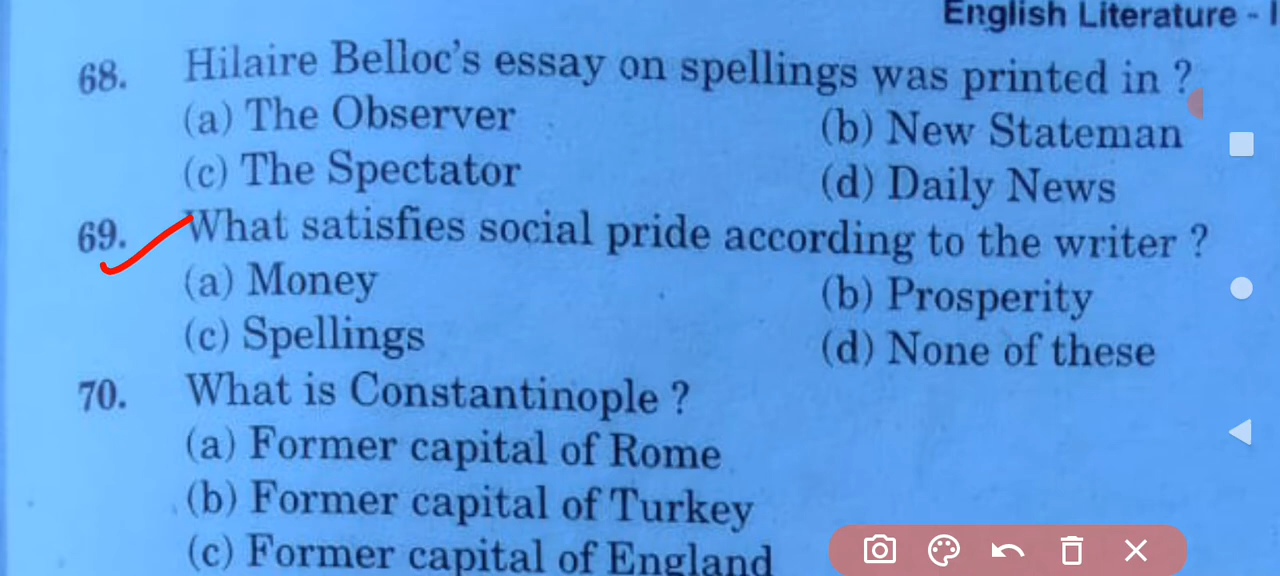 English Literature - I
68. Hilaire Belloc's essay on spellings was printed in ?
(a) The Observer (b) New Stateman
(c) The Spectator (d) Daily News
69. What satisfies social pride according to the writer ?
(a) Money (b) Prosperity
(c) Spellings (d) None of these
70. What is Constantinople ?
(a) Former capital of Rome
(b) Former capital of Turkey
(c) Former capital of England